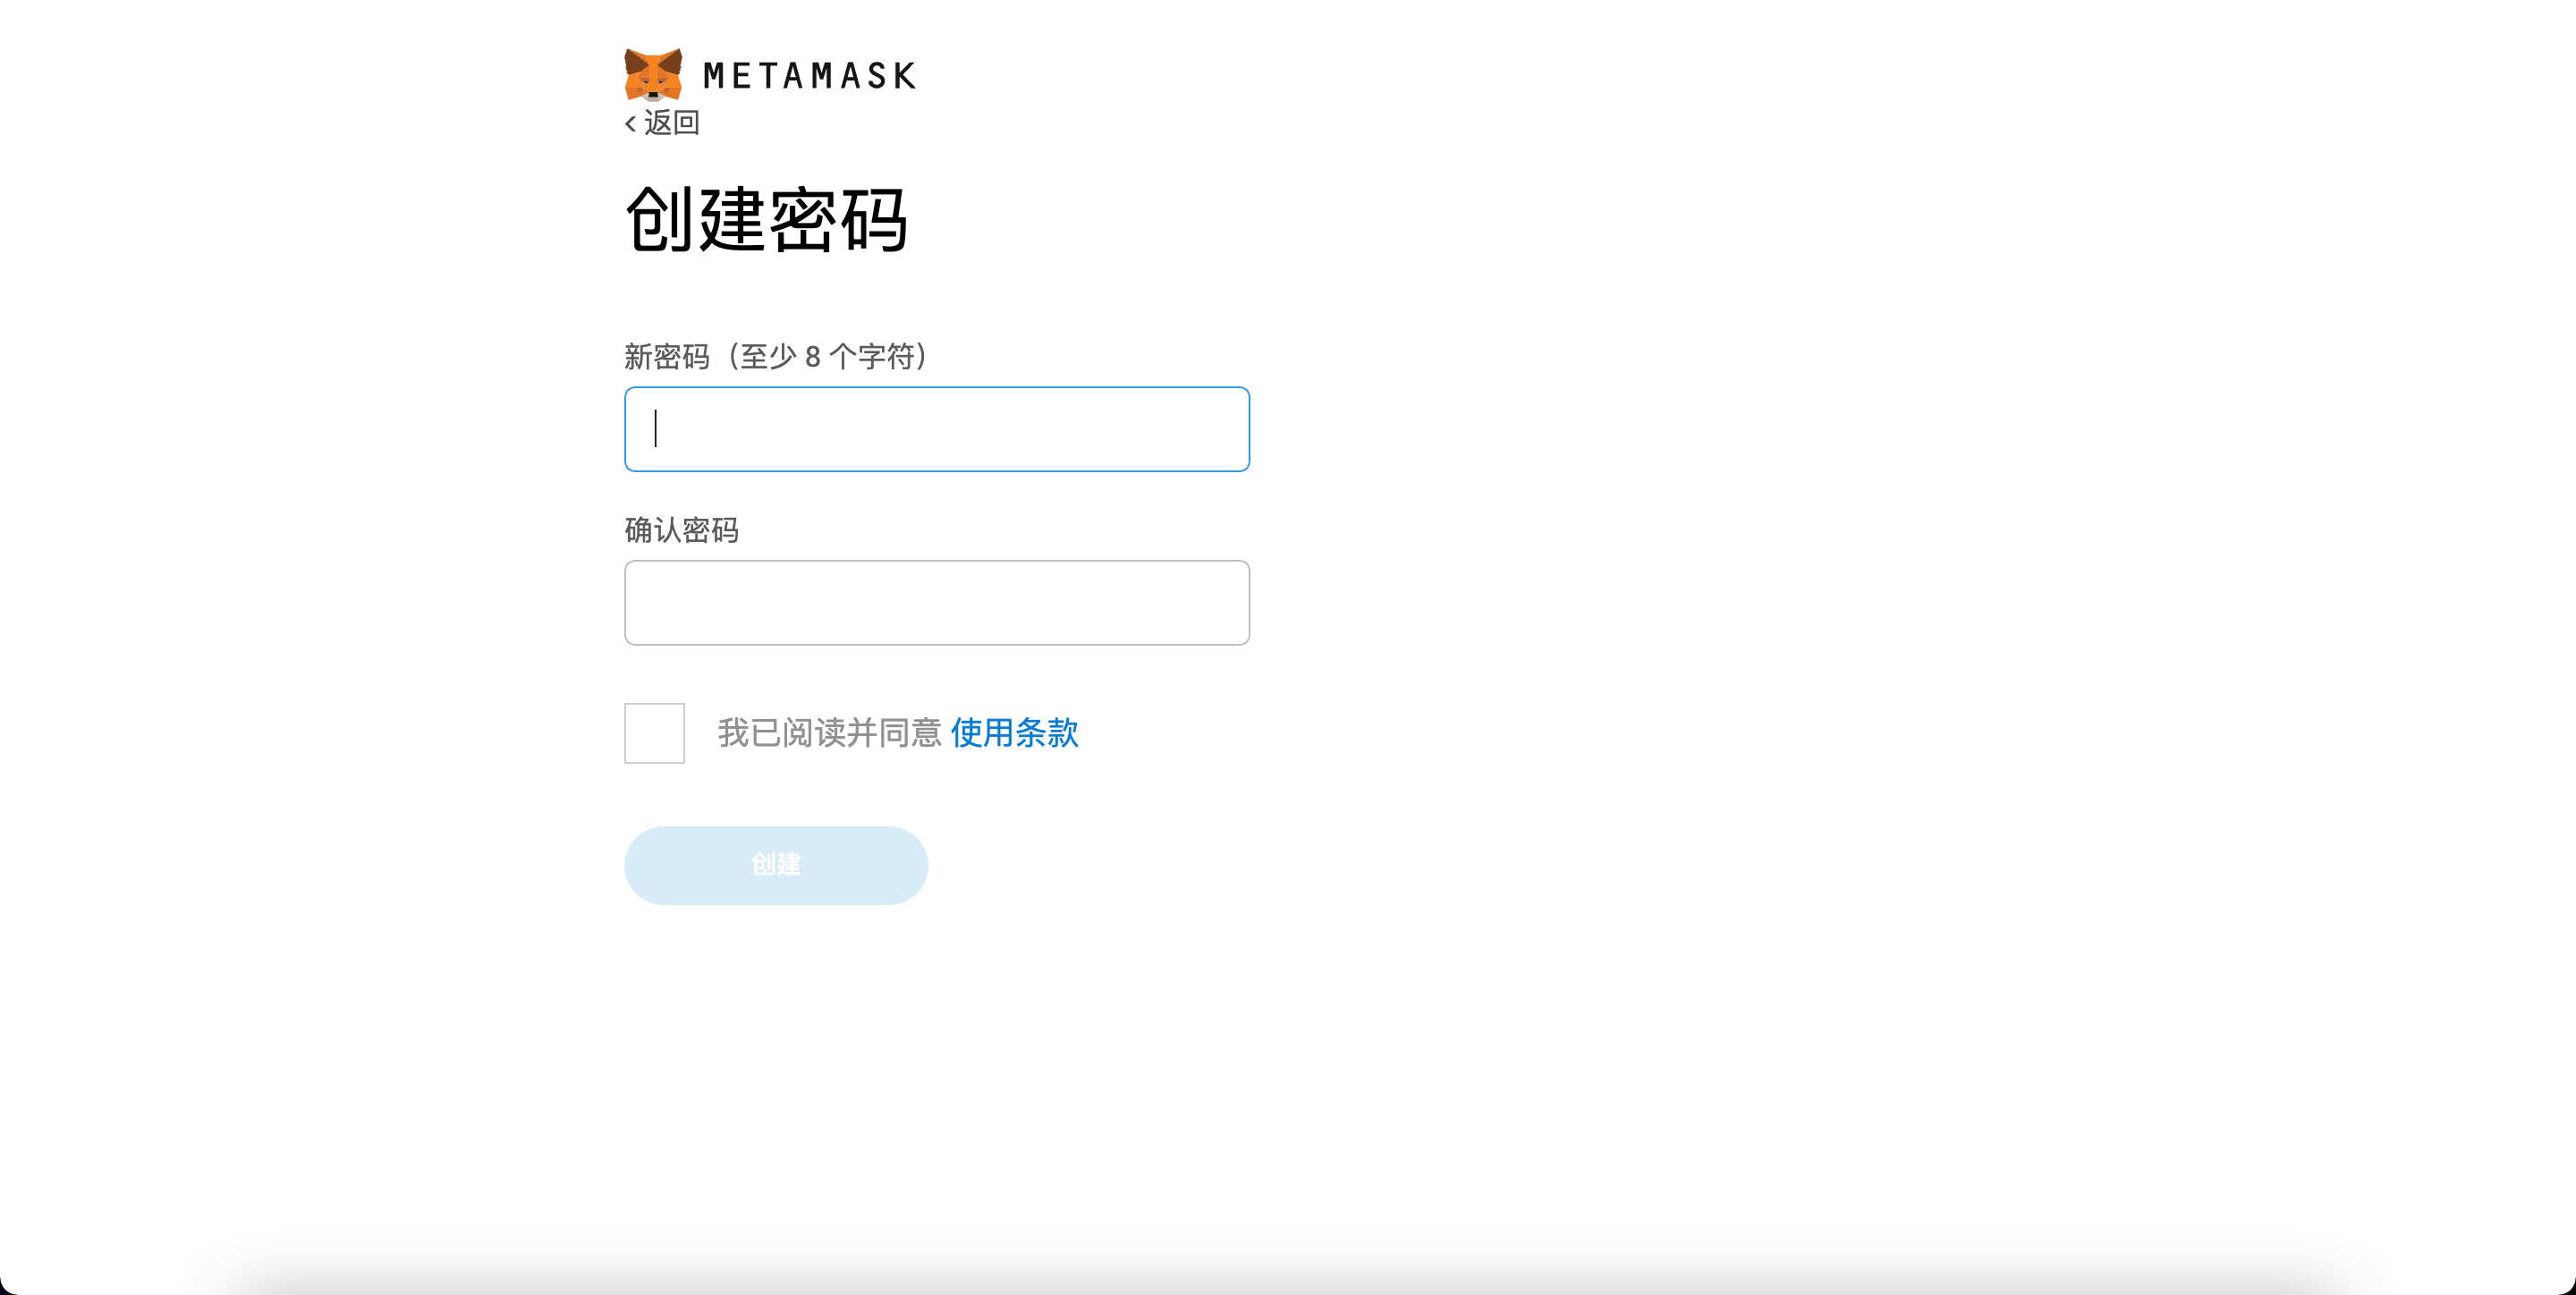 METAMASK
< 返回
创建密码
新密码（至少 8 个字符）
确认密码
我已阅读并同意 使用条款
创建